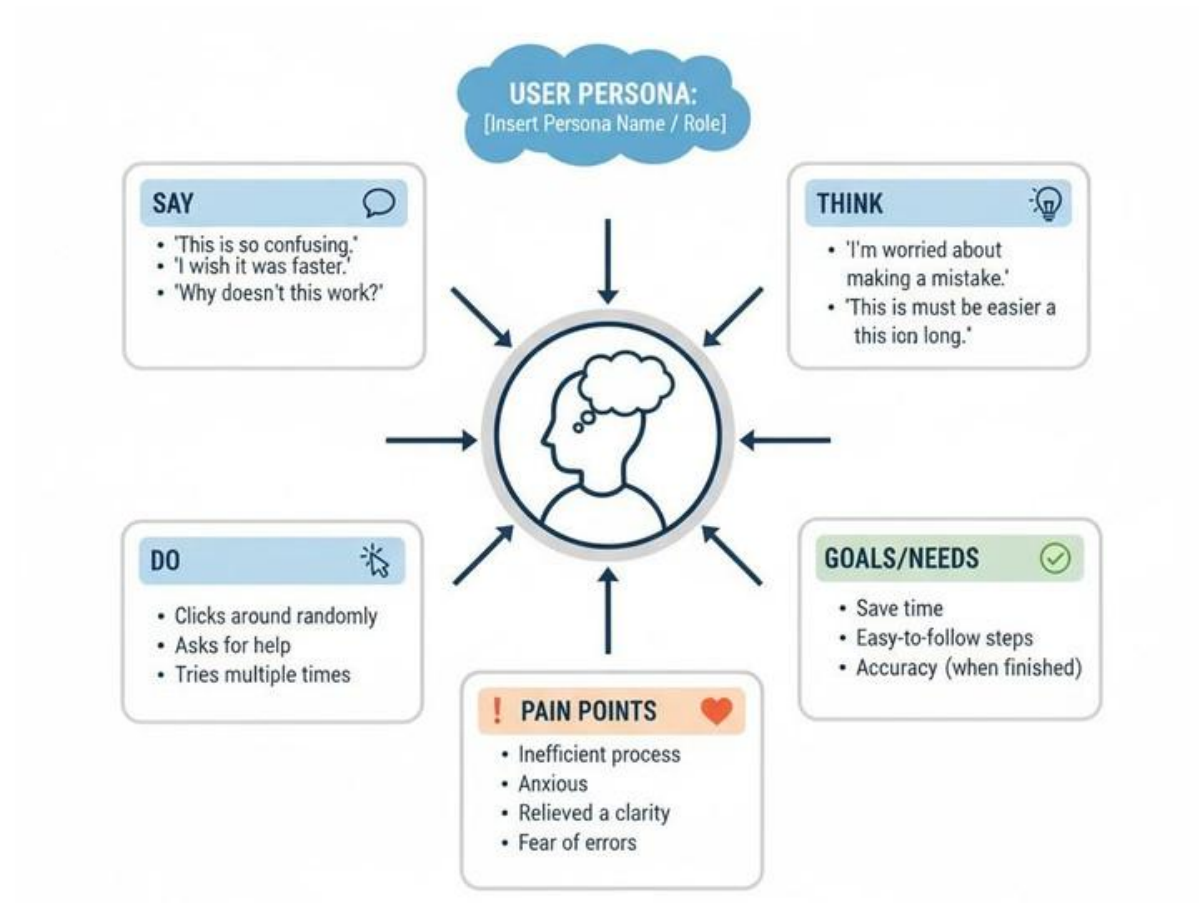 USER PERSONA:
[Insert Persona Name / Role]
SAY
• 'This is so confusing.'
• 'I wish it was faster.'
• 'Why doesn't this work?'
THINK
• 'I'm worried about
making a mistake.'
• 'This is must be easier a
this icn long.'
DO
• Clicks around randomly
• Asks for help
• Tries multiple times
GOALS/NEEDS
• Save time
• Easy-to-follow steps
• Accuracy (when finished)
! PAIN POINTS
• Inefficient process
• Anxious
• Relieved a clarity
• Fear of errors